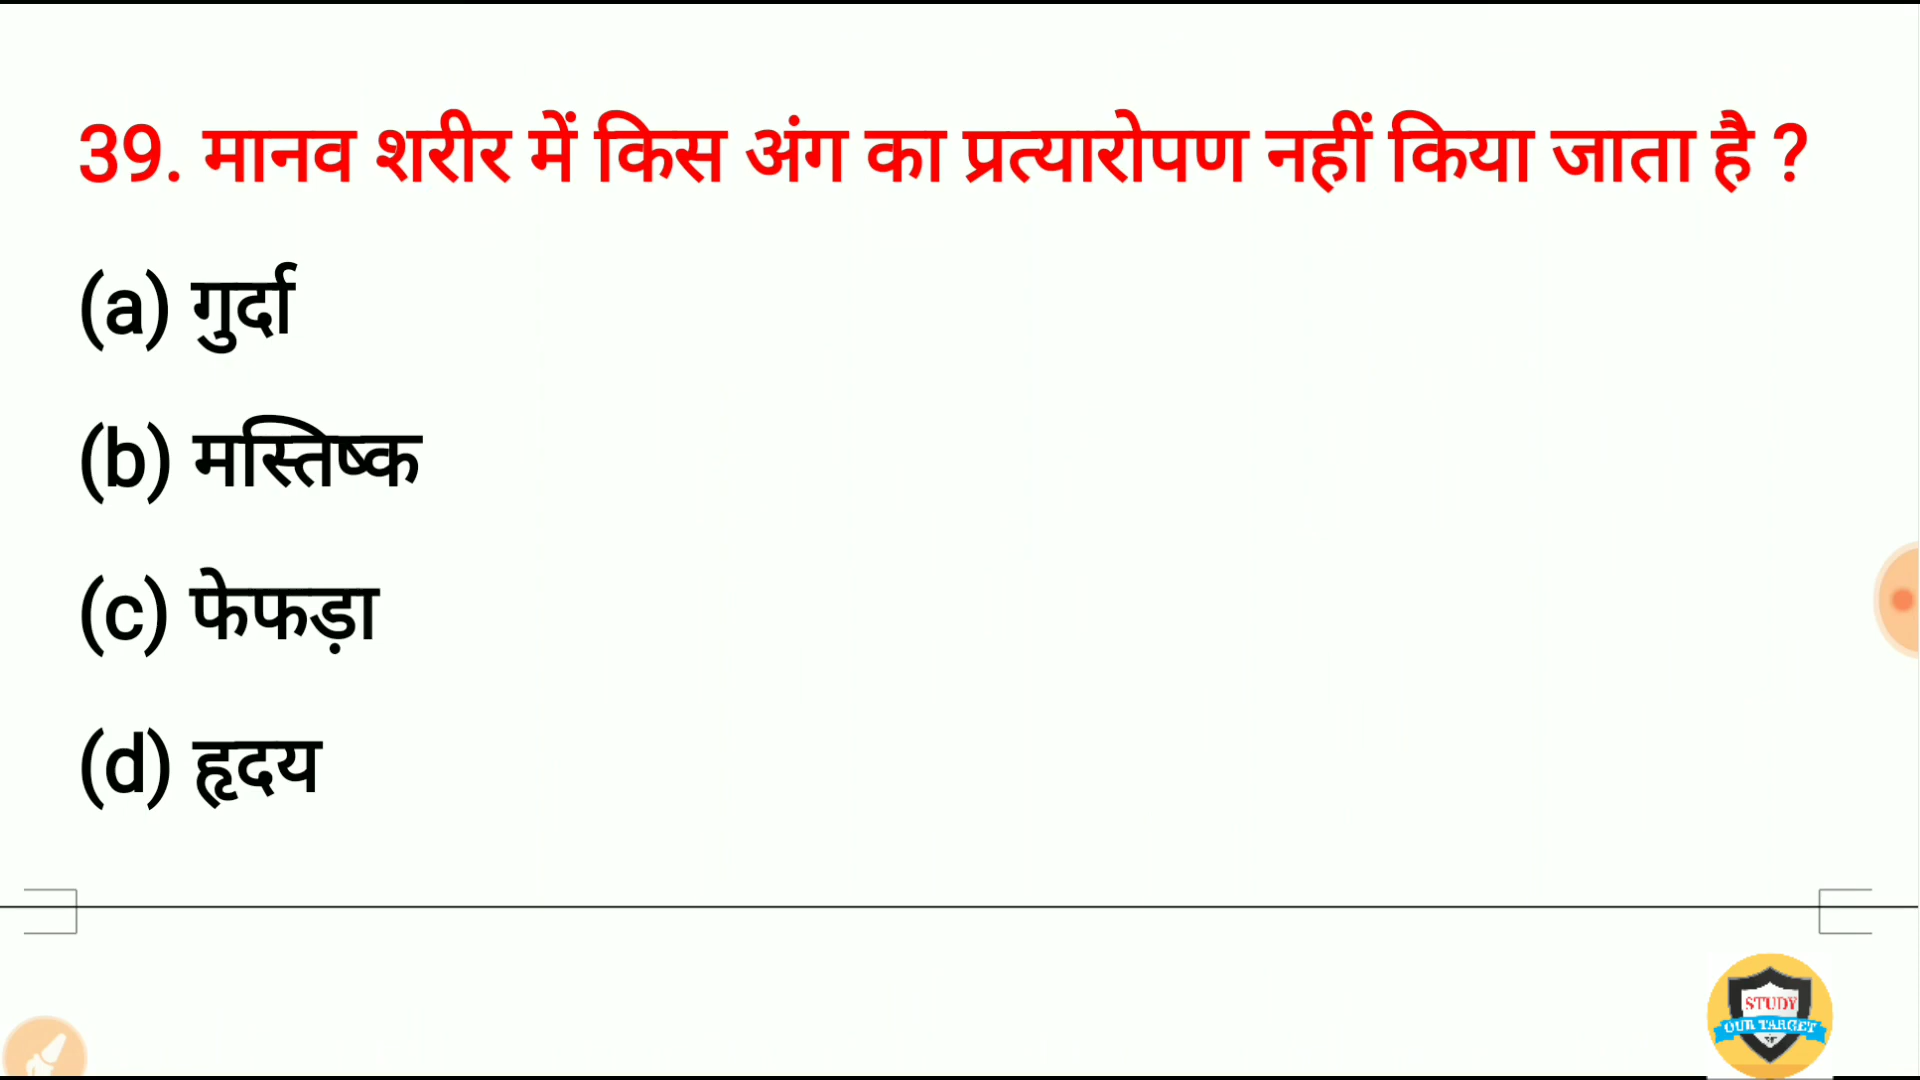 39. मानव शरीर में किस अंग का प्रत्यारोपण नहीं किया जाता है ?
(a) गुर्दा
(b) मस्तिष्क
(c) फेफड़ा
(d) हृदय
STUDY
OUR TARGET